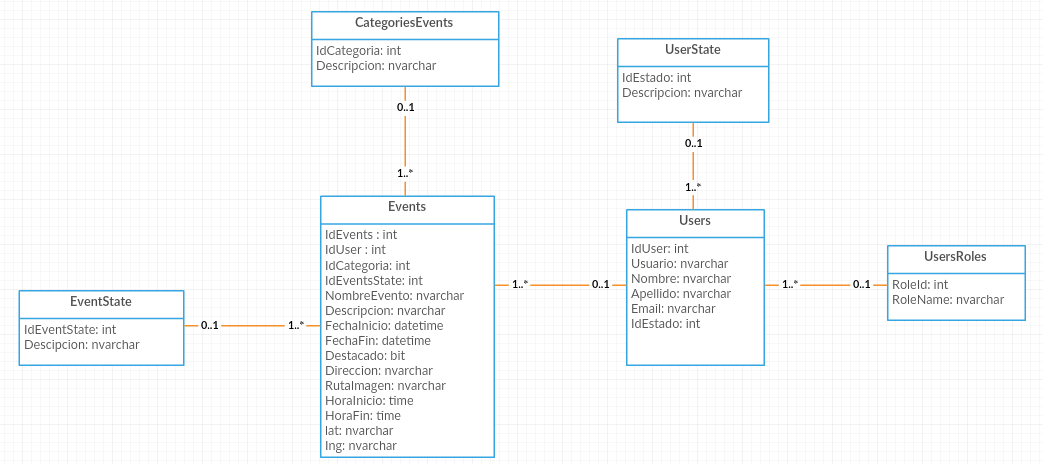 CategoriesEvents
IdCategoria: int
Descripcion: nvarchar
0..1
1..*
UserState
IdEstado: int
Descripcion: nvarchar
0..1
1..*
Events
IdEvents : int
IdUser : int
IdCategoria: int
IdEventsState: int
NombreEvento: nvarchar
Descripcion: nvarchar
FechaInicio: datetime
FechaFin: datetime
Destacado: bit
Direccion: nvarchar
RutaImagen: nvarchar
HoraInicio: time
HoraFin: time
lat: nvarchar
lng: nvarchar
1..*
0..1
Users
IdUser: int
Usuario: nvarchar
Nombre: nvarchar
Apellido: nvarchar
Email: nvarchar
IdEstado: int
1..*
0..1
UsersRoles
RoleId: int
RoleName: nvarchar
EventState
IdEventState: int
Descipcion: nvarchar
0..1
1..*